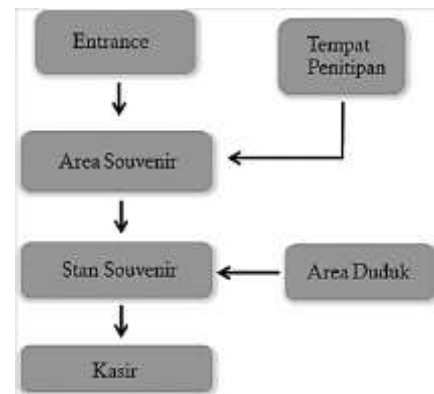 Entrance
Tempat
Penitipan
Area Souvenir
Stan Souvenir
Area Duduk
Kasir